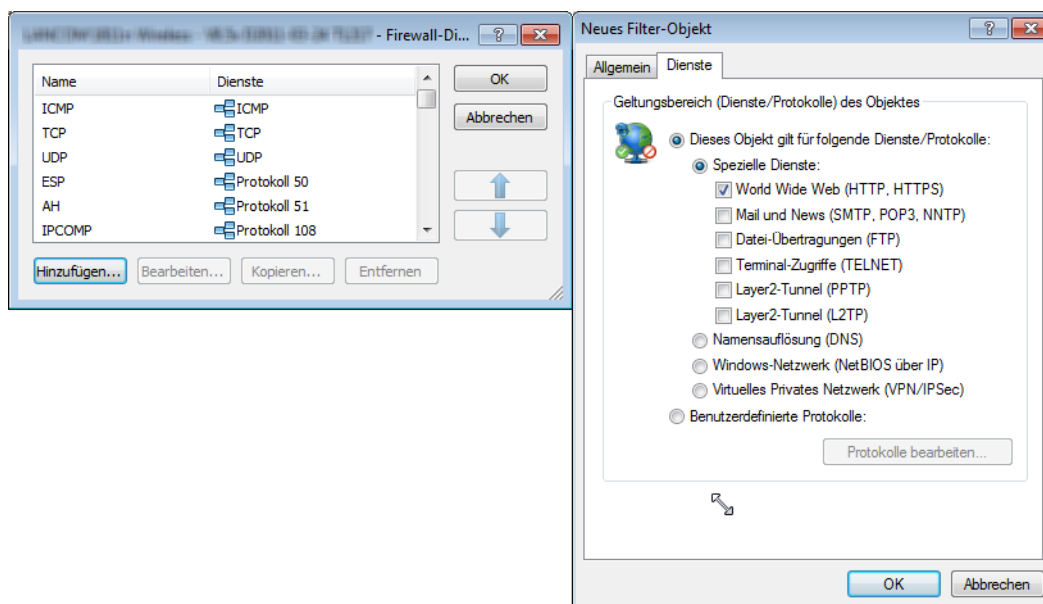 - Firewall-Di...
Name Dienste
ICMP ICMP
TCP TCP
UDP UDP
ESP Protokoll 50
AH Protokoll 51
IPCOMP Protokoll 108
OK
Abbrechen
Hinzufügen... Bearbeiten... Kopieren... Entfernen
Neues Filter-Objekt
Allgemein Dienste
Geltungsbereich (Dienste/Protokolle) des Objektes
Dieses Objekt gilt für folgende Dienste/Protokolle:
Spezielle Dienste:
World Wide Web (HTTP, HTTPS)
Mail und News (SMTP, POP3, NNTP)
Datei-Übertragungen (FTP)
Terminal-Zugriffe (TELNET)
Layer2-Tunnel (PPTP)
Layer2-Tunnel (L2TP)
Namensauflösung (DNS)
Windows-Netzwerk (NetBIOS über IP)
Virtuelles Privates Netzwerk (VPN/IPSec)
Benutzerdefinierte Protokolle:
Protokolle bearbeiten...
OK Abbrechen